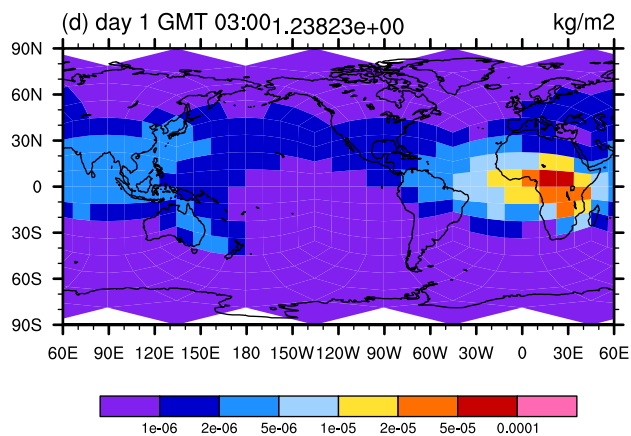 (d) day 1 GMT 03:00 1.23823e+00 kg/m2
90N
60N
30N
0
30S
60S
90S
60E 90E 120E 150E 180 150W 120W 90W 60W 30W 0 30E 60E
1e-06 2e-06 5e-06 1e-05 2e-05 5e-05 0.0001